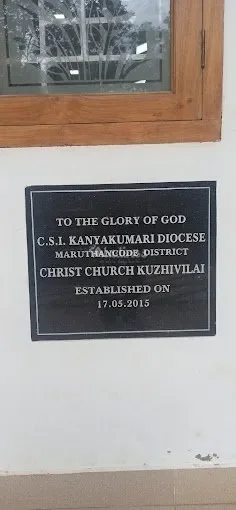 TO THE GLORY OF GOD
C.S.I. KANYAKUMARI DIOCESE
MARUTHANCODE DISTRICT
CHRIST CHURCH KUZHIVILAI
ESTABLISHED ON
17.05.2015